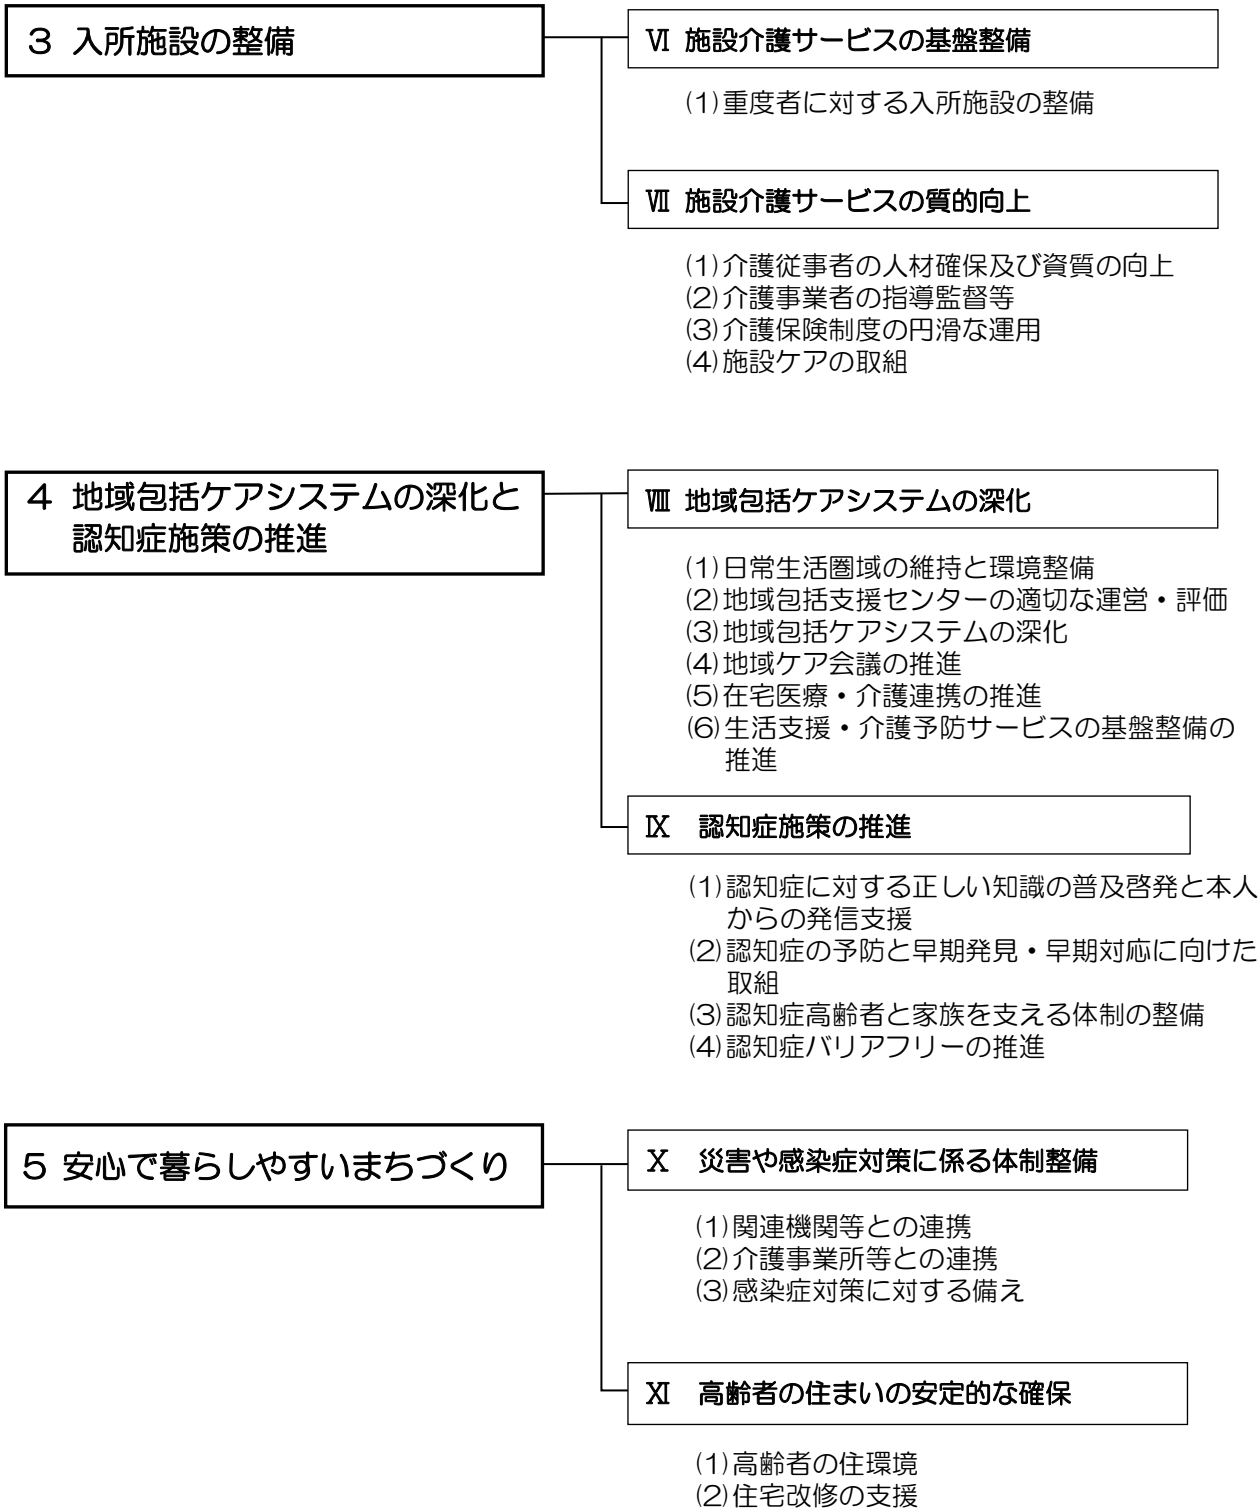 3 入所施設の整備
Ⅵ 施設介護サービスの基盤整備
(1)重度者に対する入所施設の整備
Ⅶ 施設介護サービスの質的向上
(1)介護従事者の人材確保及び資質の向上
(2)介護事業者の指導監督等
(3)介護保険制度の円滑な運用
(4)施設ケアの取組
4 地域包括ケアシステムの深化と
認知症施策の推進
Ⅷ 地域包括ケアシステムの深化
(1)日常生活圏域の維持と環境整備
(2)地域包括支援センターの適切な運営・評価
(3)地域包括ケアシステムの深化
(4)地域ケア会議の推進
(5)在宅医療・介護連携の推進
(6)生活支援・介護予防サービスの基盤整備の
推進
Ⅸ 認知症施策の推進
(1)認知症に対する正しい知識の普及啓発と本人
からの発信支援
(2)認知症の予防と早期発見・早期対応に向けた
取組
(3)認知症高齢者と家族を支える体制の整備
(4)認知症バリアフリーの推進
5 安心で暮らしやすいまちづくり
Ⅹ 災害や感染症対策に係る体制整備
(1)関連機関等との連携
(2)介護事業所等との連携
(3)感染症対策に対する備え
Ⅺ 高齢者の住まいの安定的な確保
(1)高齢者の住環境
(2)住宅改修の支援